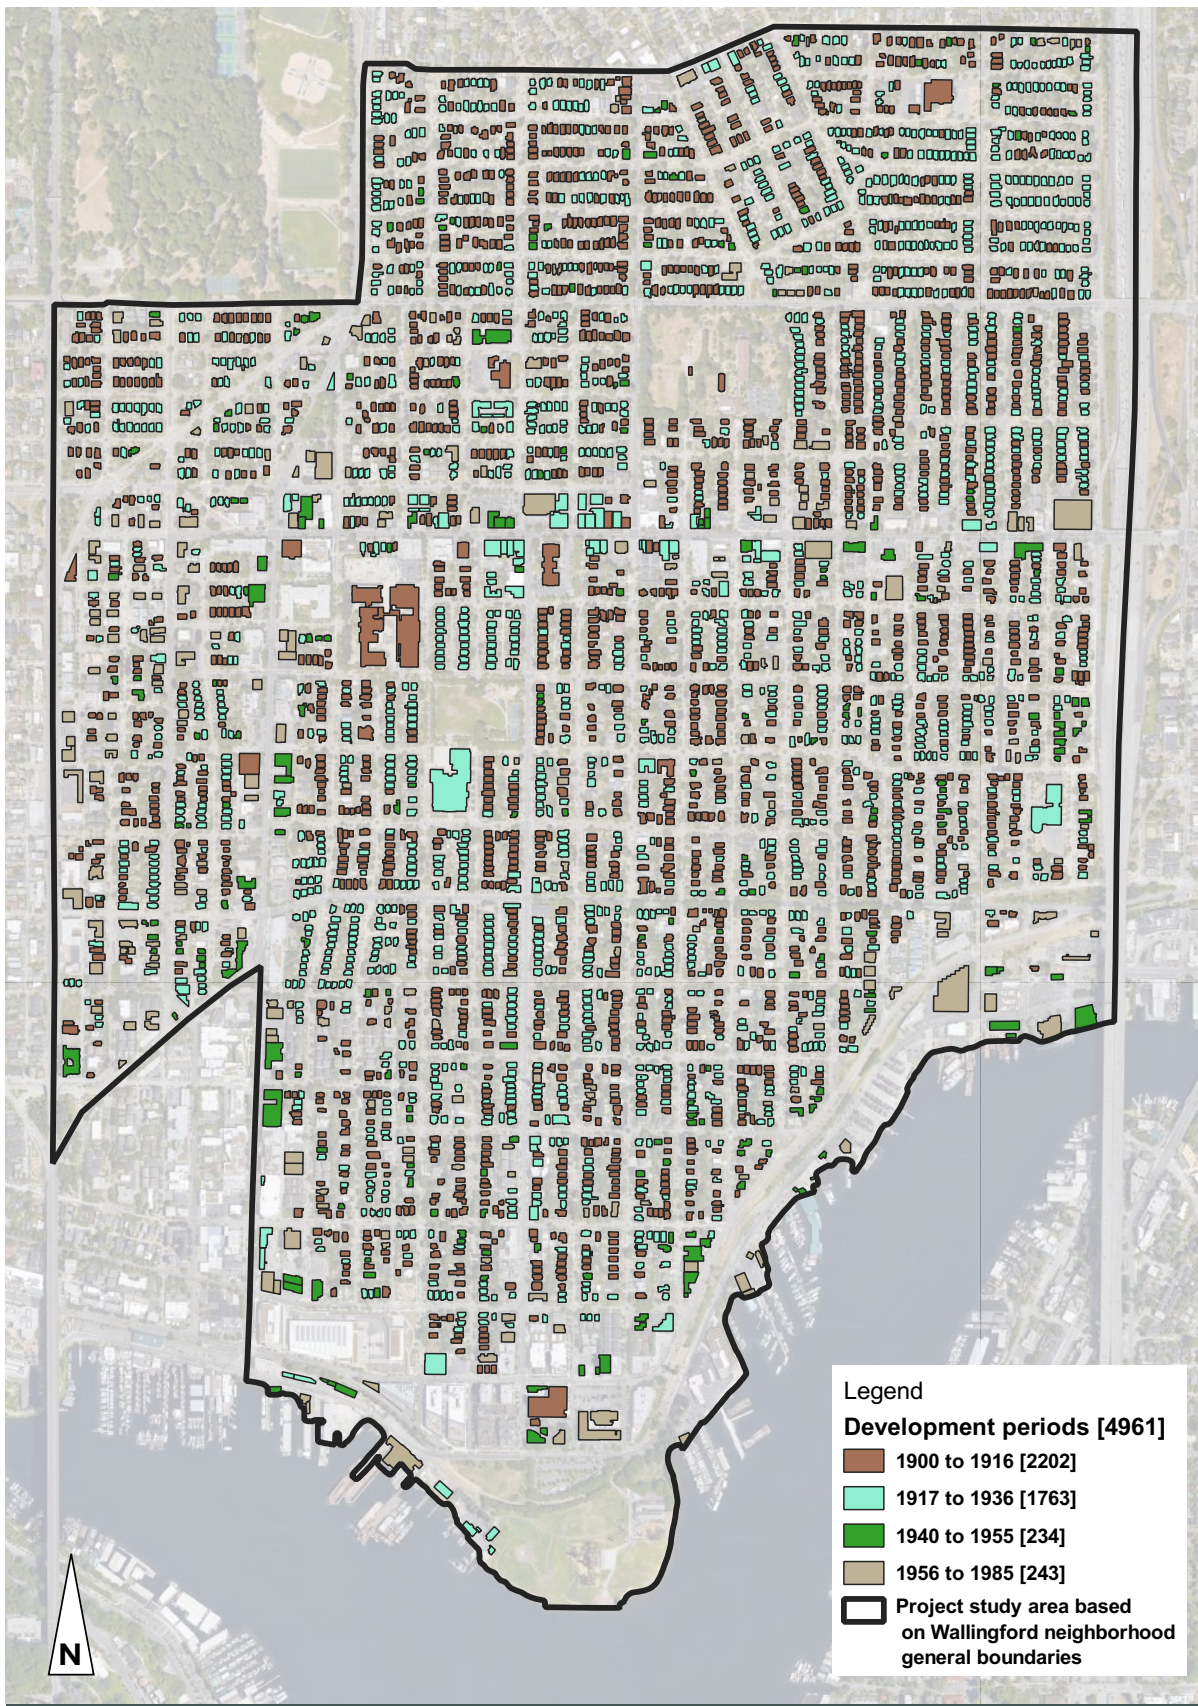 Legend
Development periods [4961]
1900 to 1916 [2202]
1917 to 1936 [1763]
1940 to 1955 [234]
1956 to 1985 [243]
Project study area based
on Wallingford neighborhood
general boundaries
N